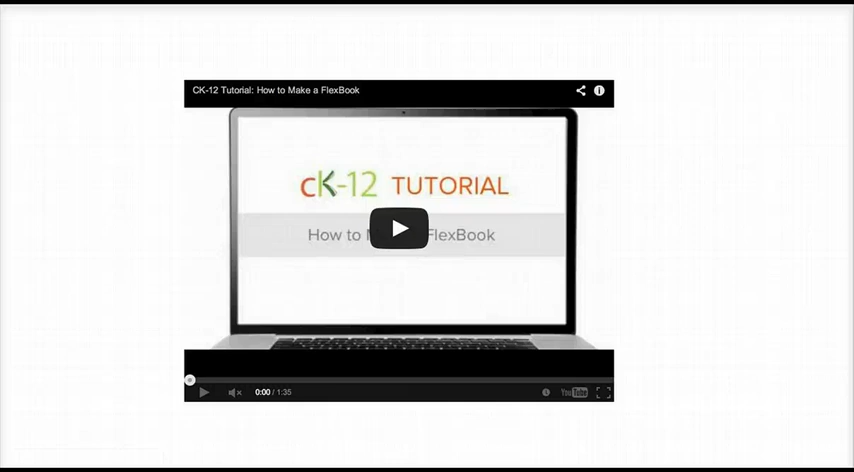 CK-12 Tutorial: How to Make a FlexBook
cK-12 TUTORIAL
How to M FlexBook
0:00 / 1:35
YouTube